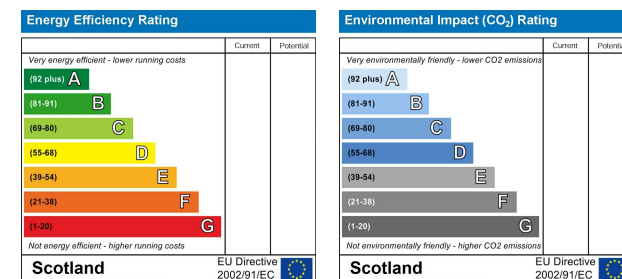 Energy Efficiency Rating
Current Potential
Very energy efficient - lower running costs
(92 plus) A
(81-91) B
(69-80) C
(55-68) D
(39-54) E
(21-38) F
(1-20) G
Not energy efficient - higher running costs
Scotland
EU Directive
2002/91/EC
Environmental Impact (CO₂) Rating
Current Potential
Very environmentally friendly - lower CO2 emissions
(92 plus) A
(81-91) B
(69-80) C
(55-68) D
(39-54) E
(21-38) F
(1-20) G
Not environmentally friendly - higher CO2 emissions
Scotland
EU Directive
2002/91/EC